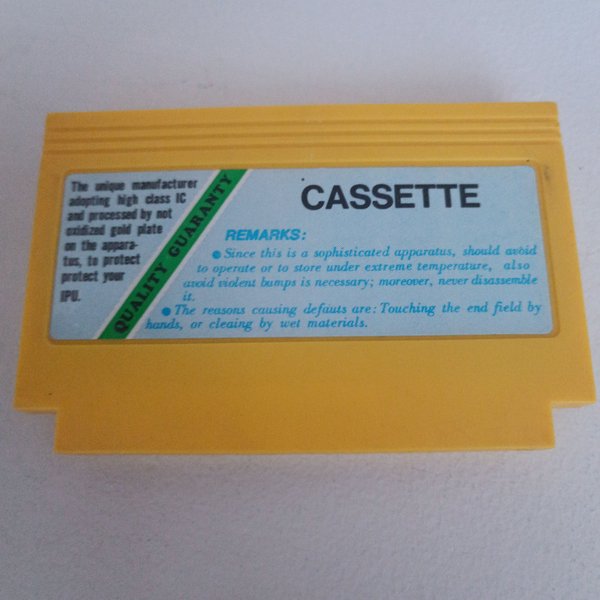 The unique manufacturer
adopting high class IC
and processed by not
oxidized gold plate
on the appara-
tus, to protect
protect your
IPU.
QUALITY GUARANTY
CASSETTE
REMARKS:
● Since this is a sophisticated apparatus, should avoid
to operate or to store under extreme temperature, also
avoid violent bumps is necessary; moreover, never disassemble
it.
● The reasons causing defauts are: Touching the end field by
hands, or cleaing by wet materials.